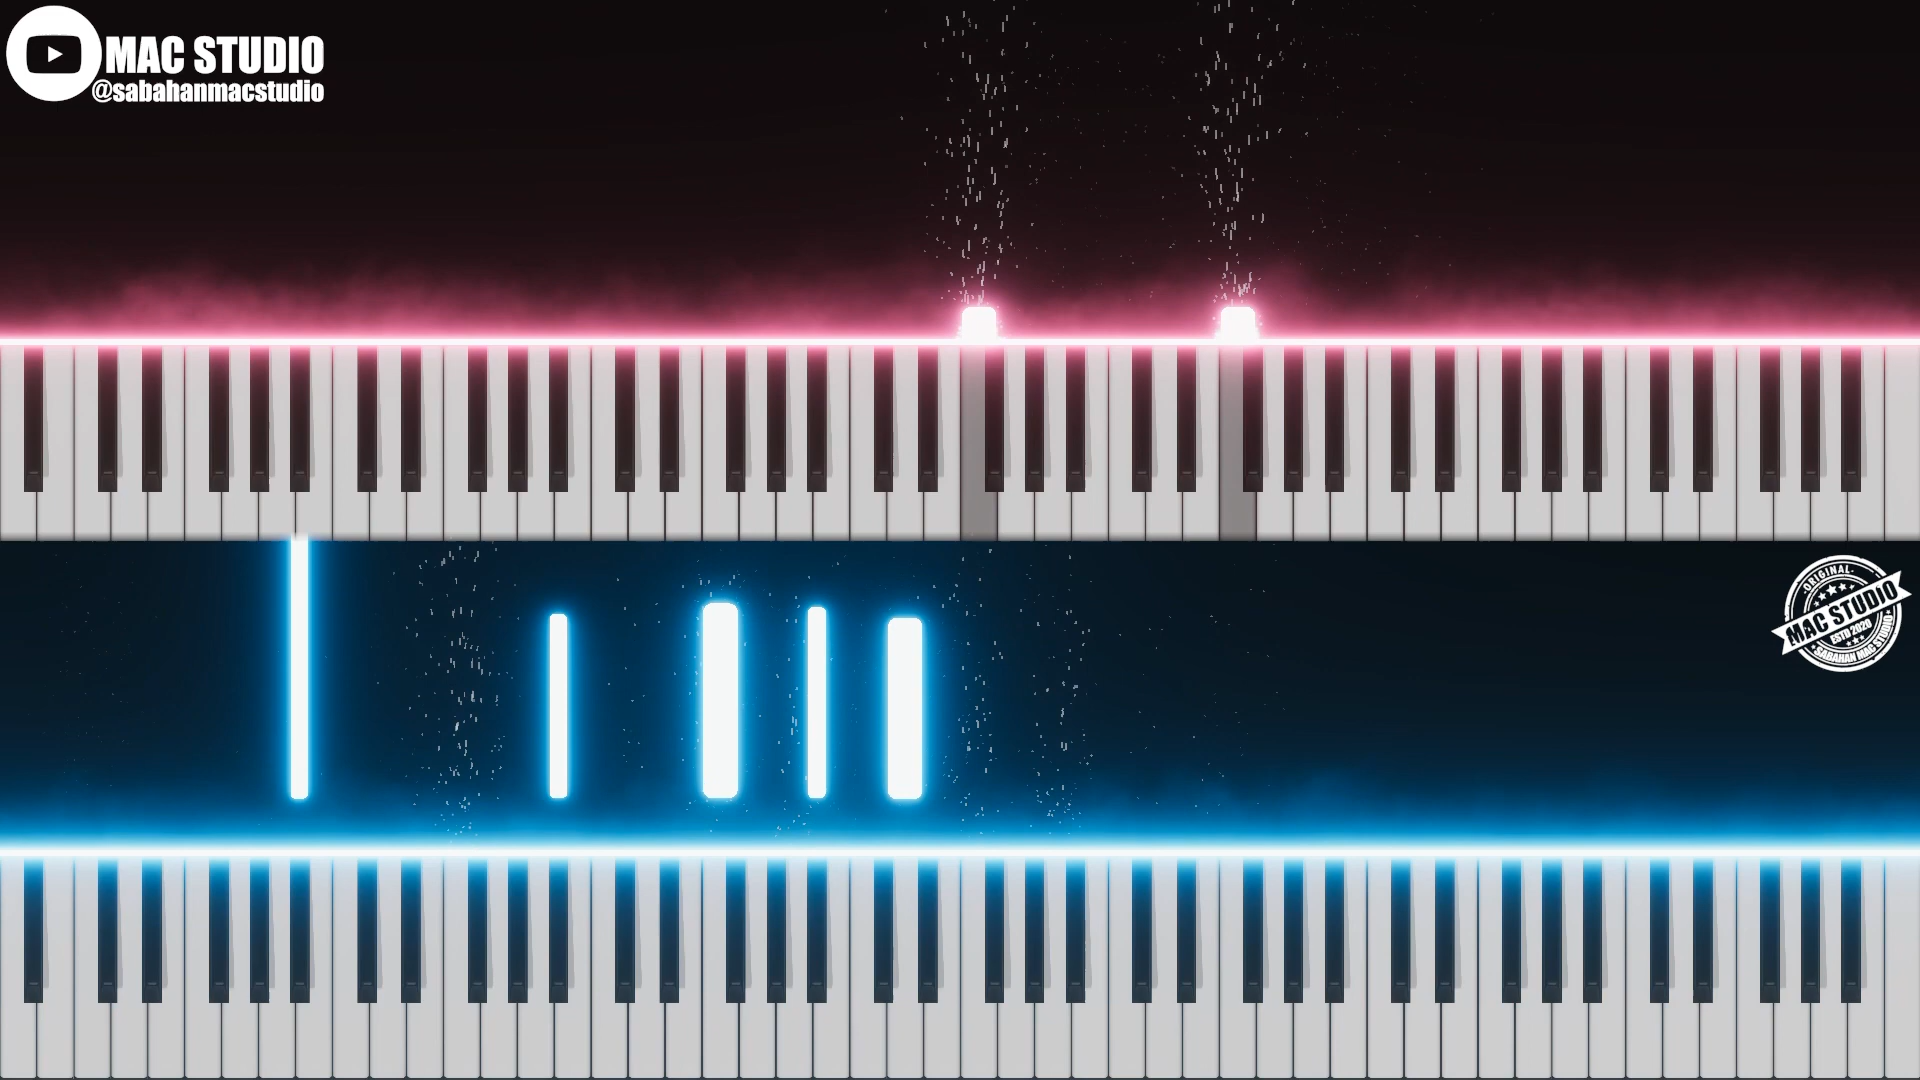 MAC STUDIO
@sabahanmacstudio
·ORIGINAL·
MAC STUDIO
ESTD 2020
SABAHAN MAC STUDIO